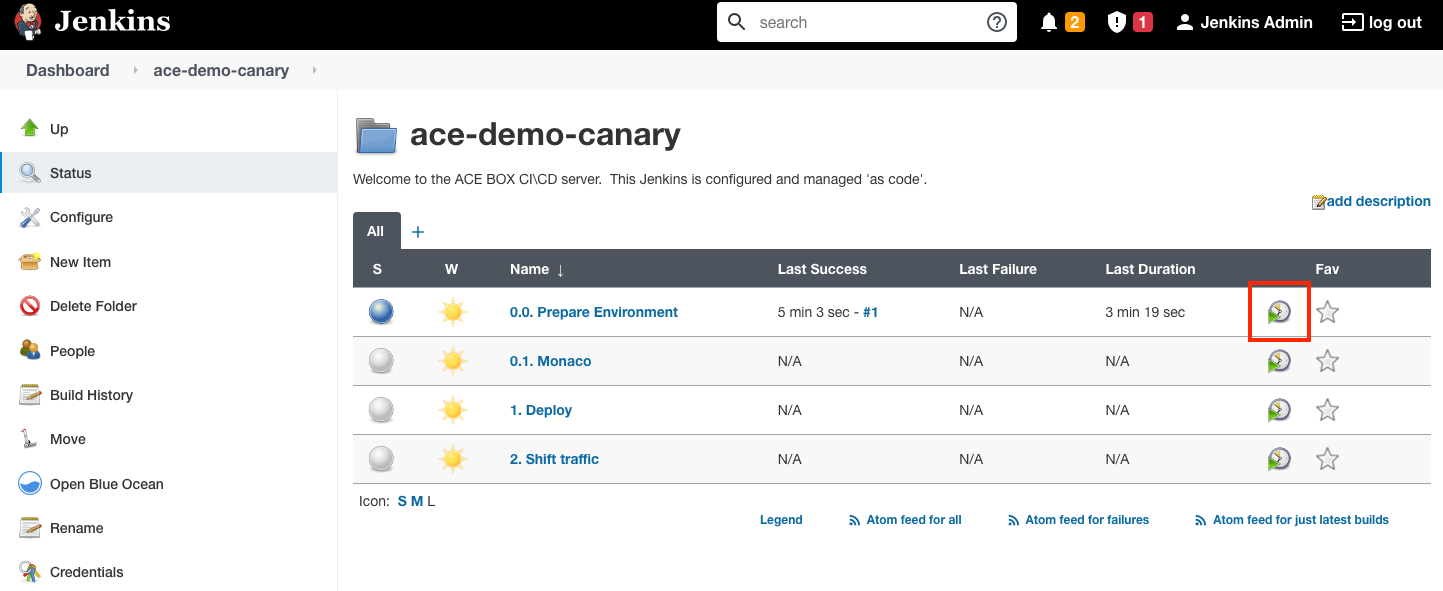 Jenkins
search
2
1
Jenkins Admin
log out
Dashboard
ace-demo-canary
Up
Status
Configure
New Item
Delete Folder
People
Build History
Move
Open Blue Ocean
Rename
Credentials
ace-demo-canary
Welcome to the ACE BOX CI\CD server.  This Jenkins is configured and managed 'as code'.
add description
All +
S W Name ↓ Last Success Last Failure Last Duration Fav
0.0. Prepare Environment 5 min 3 sec - #1 N/A 3 min 19 sec
0.1. Monaco N/A N/A N/A
1. Deploy N/A N/A N/A
2. Shift traffic N/A N/A N/A
Icon: S M L
Legend Atom feed for all Atom feed for failures Atom feed for just latest builds